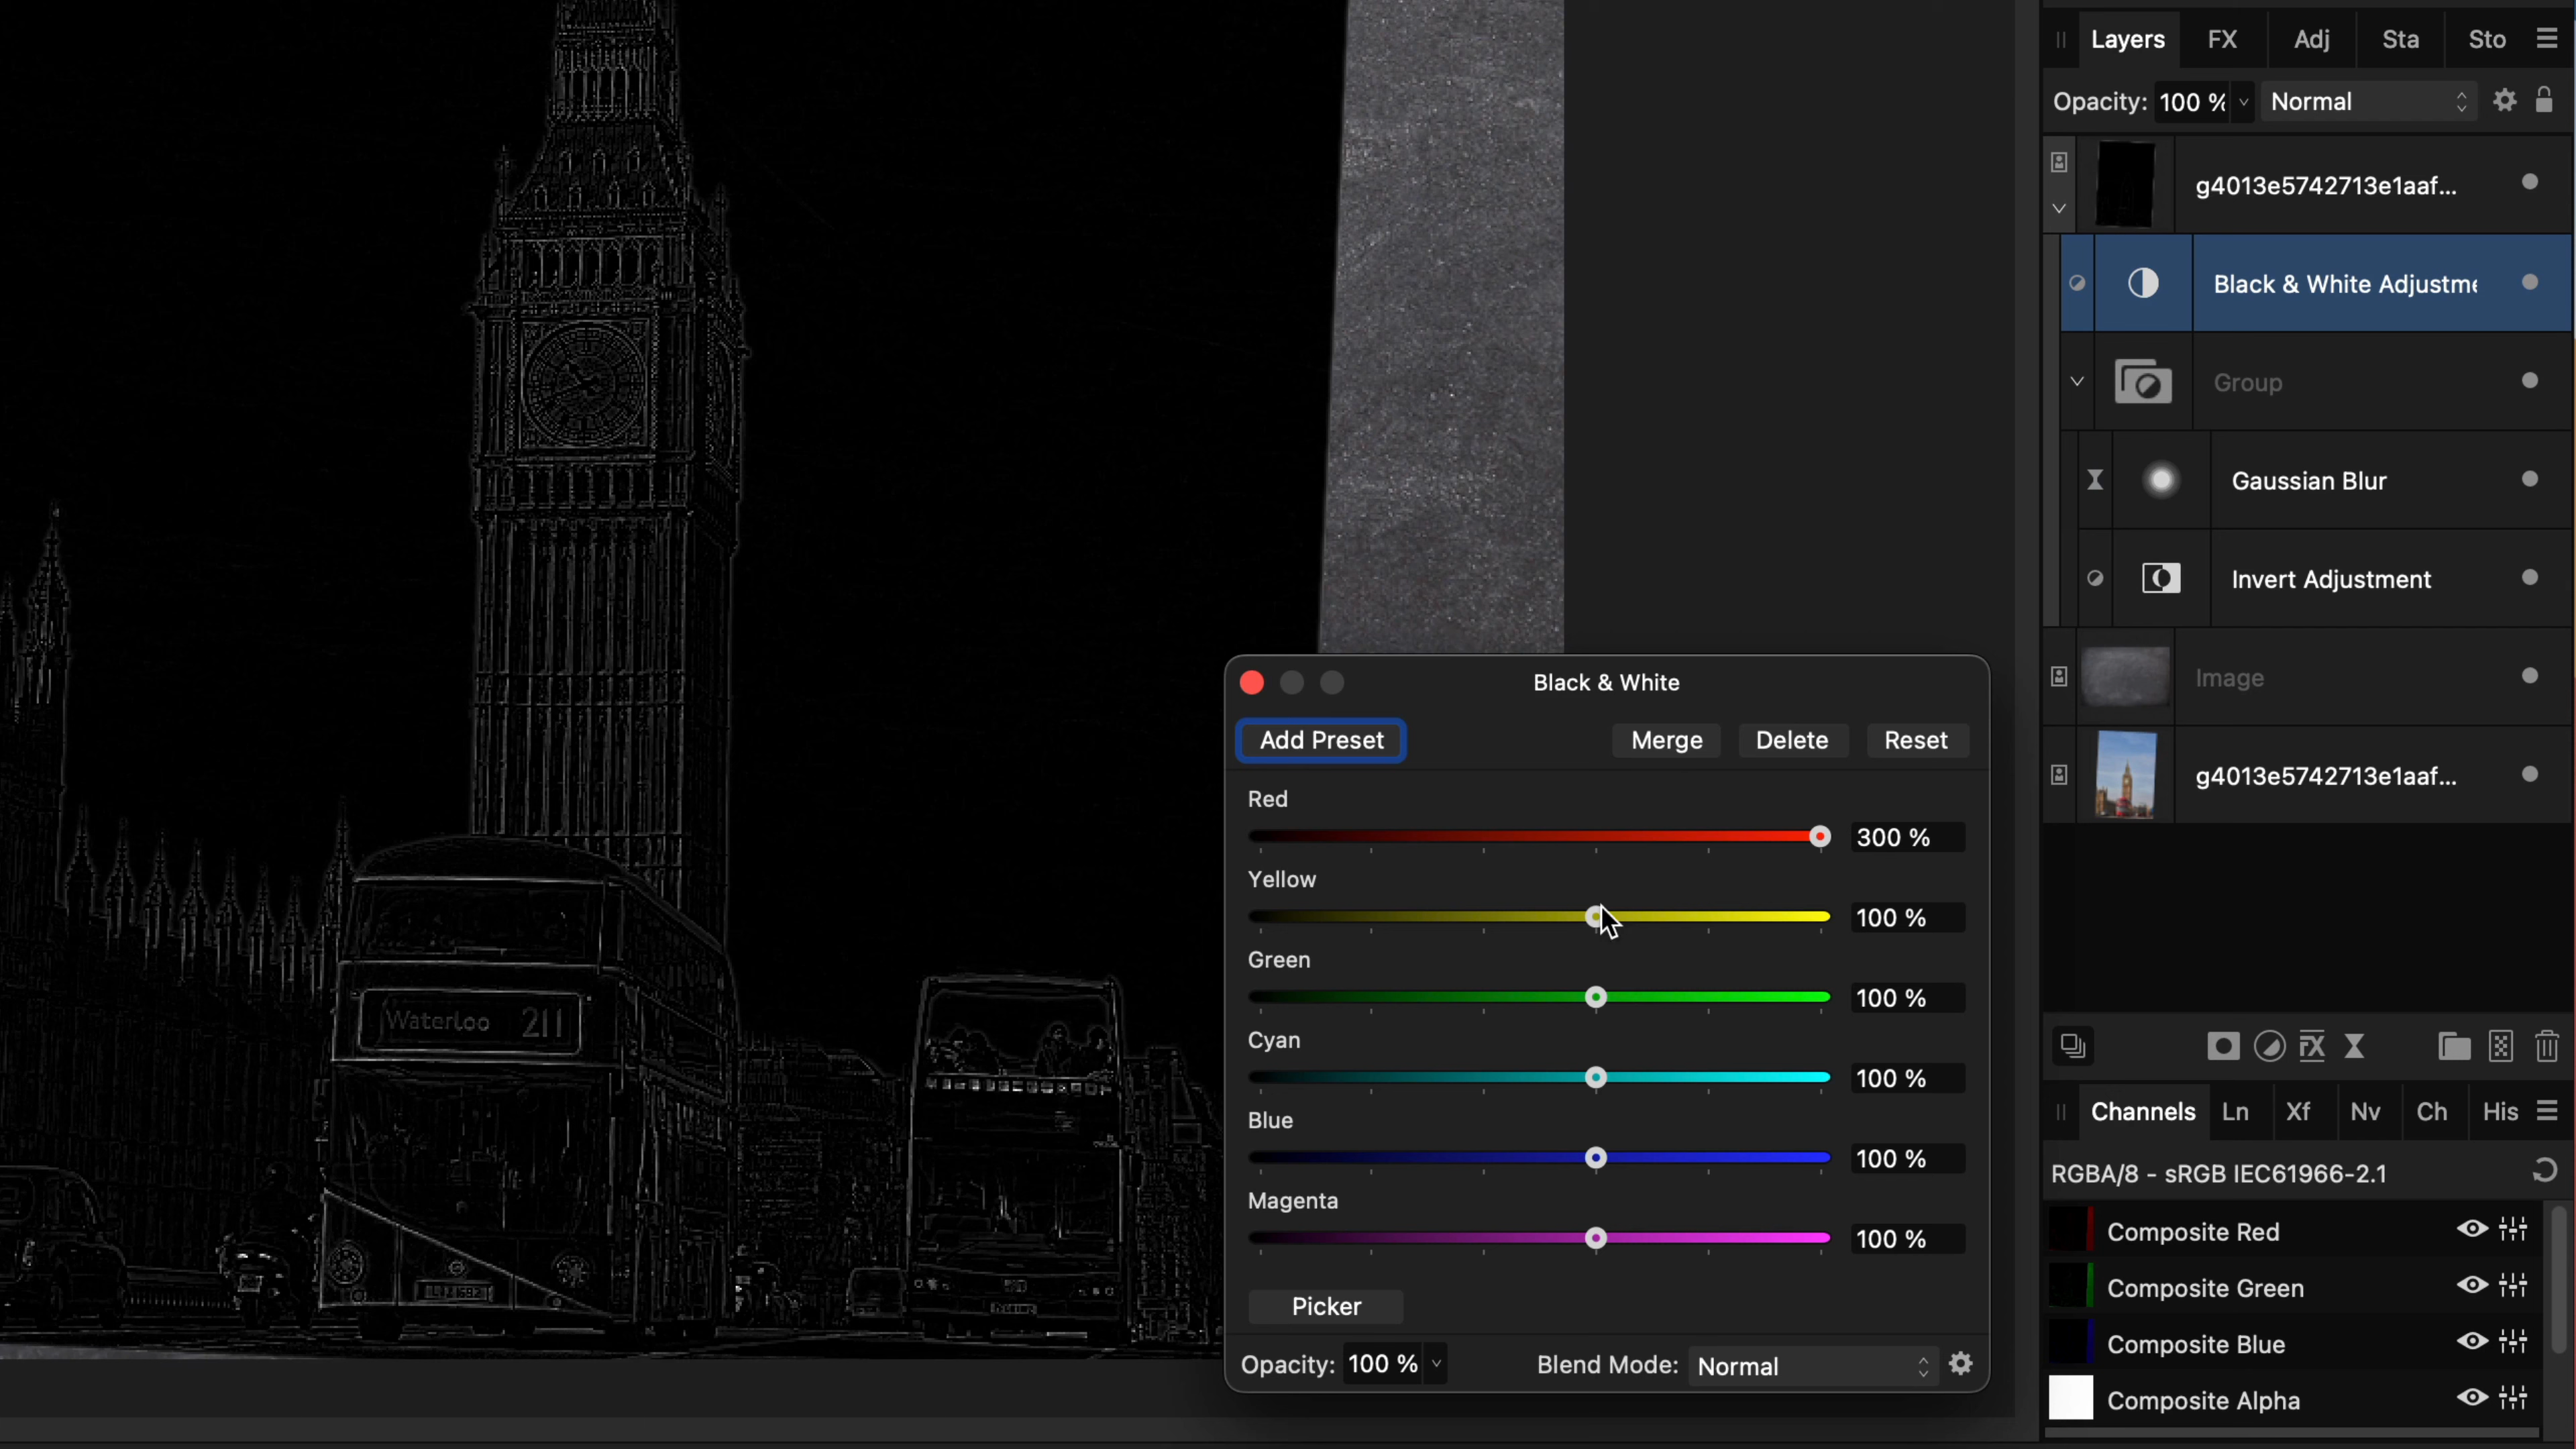 Layers FX Adj Sta Sto
Opacity: 100 % Normal
g4013e5742713e1aaf...
Black & White Adjustme
Group
Gaussian Blur
Invert Adjustment
Image
g4013e5742713e1aaf...
Black & White
Add Preset Merge Delete Reset
Red
300 %
Yellow
100 %
Green
100 %
Cyan
100 %
Blue
100 %
Magenta
100 %
Picker
Opacity: 100 % Blend Mode: Normal
Waterloo 211
FX
Channels Ln Xf Nv Ch His
RGBA/8 - sRGB IEC61966-2.1
Composite Red
Composite Green
Composite Blue
Composite Alpha